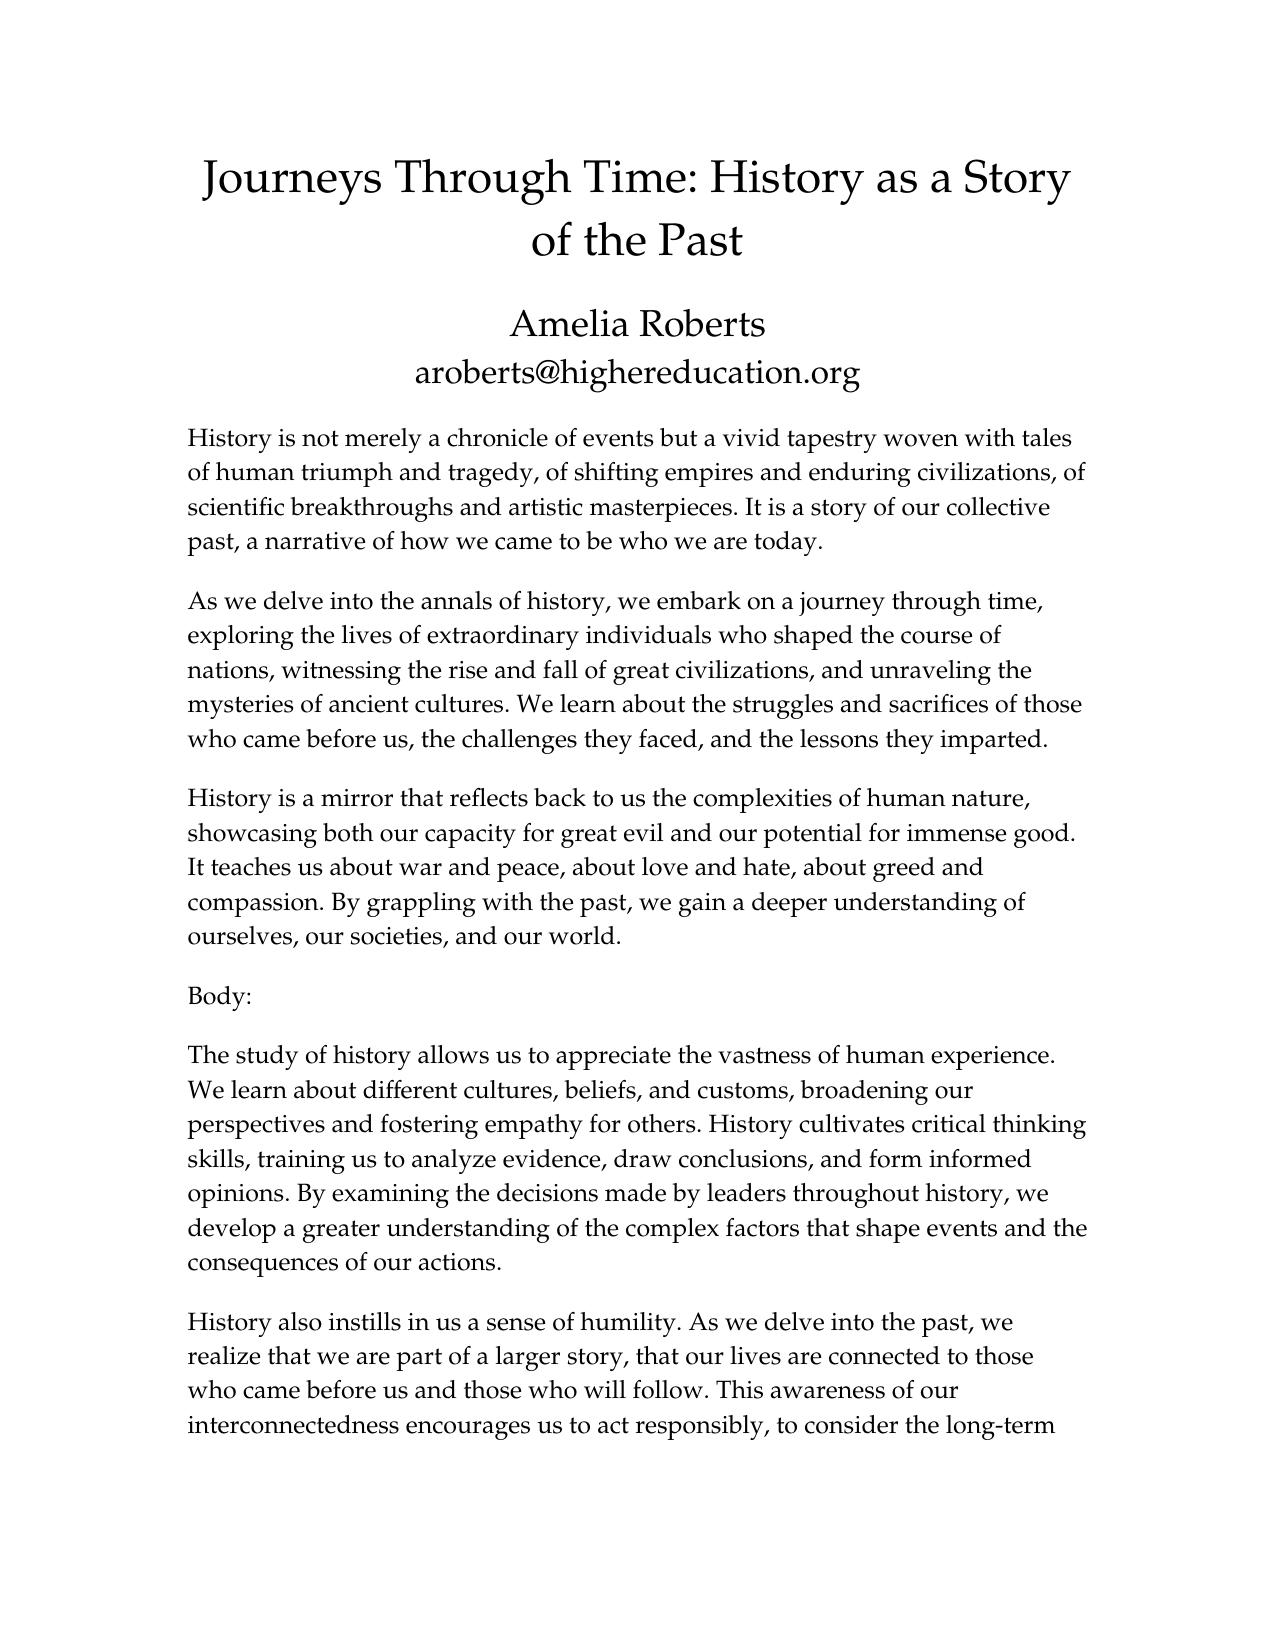 Journeys Through Time: History as a Story
of the Past
Amelia Roberts
aroberts@highereducation.org
History is not merely a chronicle of events but a vivid tapestry woven with tales
of human triumph and tragedy, of shifting empires and enduring civilizations, of
scientific breakthroughs and artistic masterpieces. It is a story of our collective
past, a narrative of how we came to be who we are today.
As we delve into the annals of history, we embark on a journey through time,
exploring the lives of extraordinary individuals who shaped the course of
nations, witnessing the rise and fall of great civilizations, and unraveling the
mysteries of ancient cultures. We learn about the struggles and sacrifices of those
who came before us, the challenges they faced, and the lessons they imparted.
History is a mirror that reflects back to us the complexities of human nature,
showcasing both our capacity for great evil and our potential for immense good.
It teaches us about war and peace, about love and hate, about greed and
compassion. By grappling with the past, we gain a deeper understanding of
ourselves, our societies, and our world.
Body:
The study of history allows us to appreciate the vastness of human experience.
We learn about different cultures, beliefs, and customs, broadening our
perspectives and fostering empathy for others. History cultivates critical thinking
skills, training us to analyze evidence, draw conclusions, and form informed
opinions. By examining the decisions made by leaders throughout history, we
develop a greater understanding of the complex factors that shape events and the
consequences of our actions.
History also instills in us a sense of humility. As we delve into the past, we
realize that we are part of a larger story, that our lives are connected to those
who came before us and those who will follow. This awareness of our
interconnectedness encourages us to act responsibly, to consider the long-term